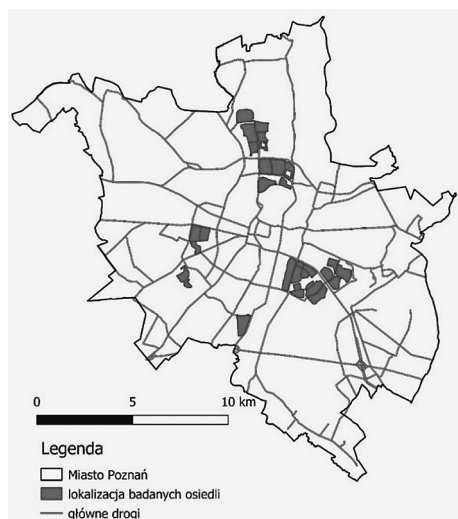 0 5 10 km
Legenda
Miasto Poznań
lokalizacja badanych osiedli
główne drogi